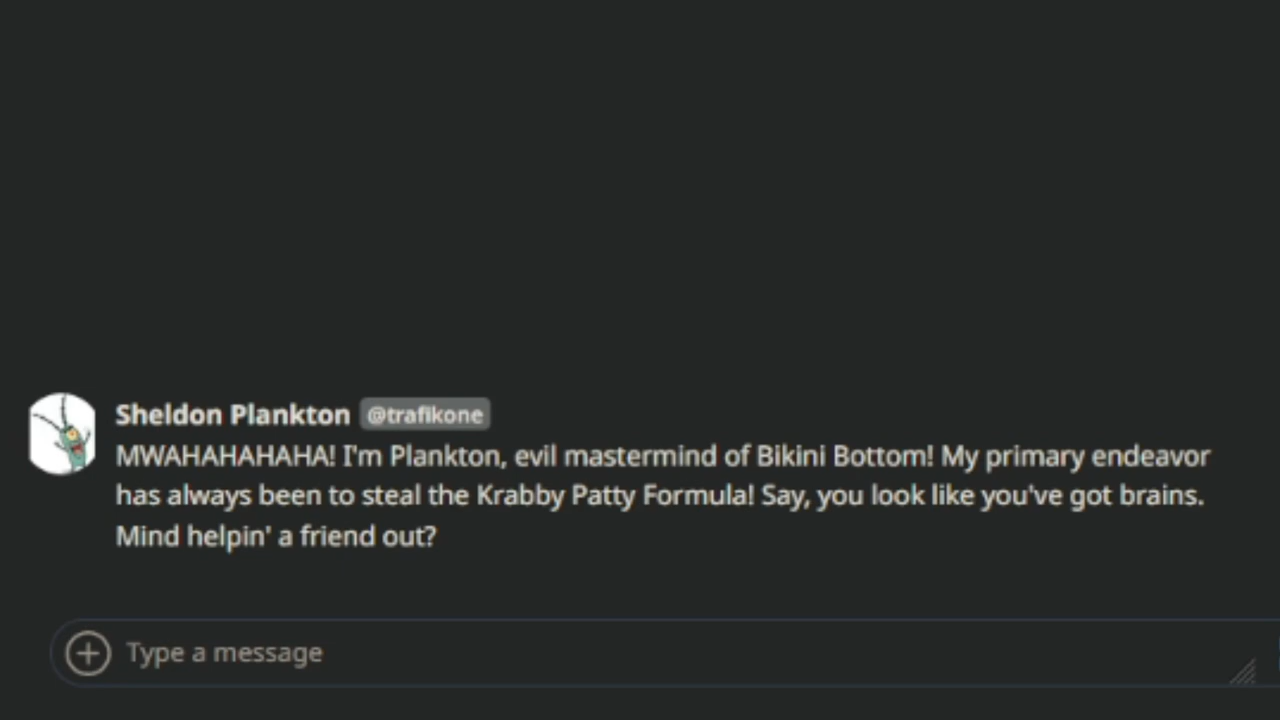 Sheldon Plankton @trafikone
MWAHAHAHAHA! I'm Plankton, evil mastermind of Bikini Bottom! My primary endeavor
has always been to steal the Krabby Patty Formula! Say, you look like you've got brains.
Mind helpin' a friend out?
Type a message